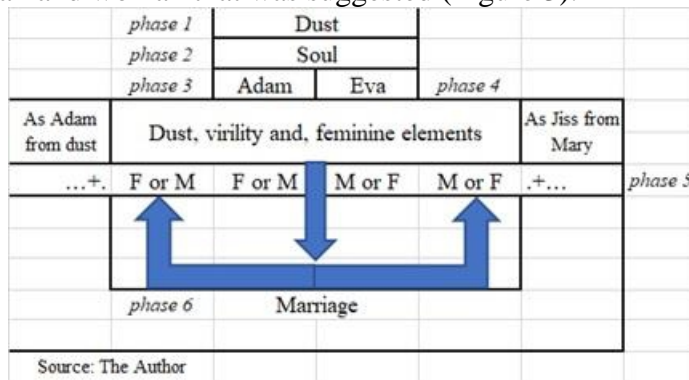 phase 1 Dust
phase 2 Soul
phase 3 Adam Eva phase 4
As Adam from dust Dust, virility and, feminine elements As Jiss from Mary
...+. F or M F or M M or F M or F .+... phase 5
phase 6 Marriage
Source: The Author